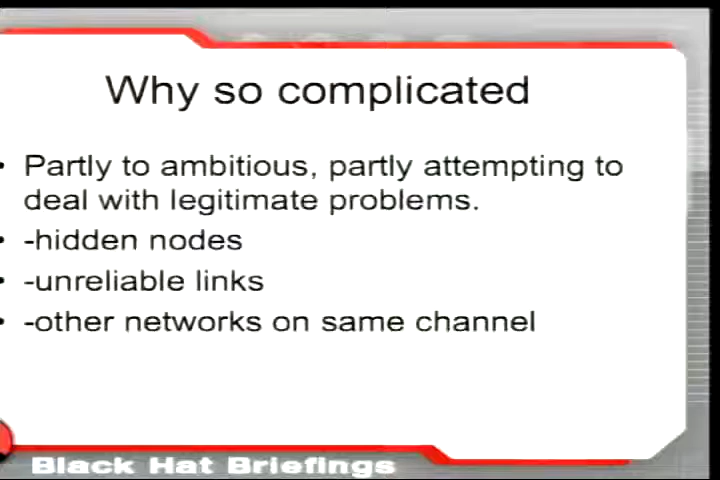 Why so complicated
• Partly to ambitious, partly attempting to
deal with legitimate problems.
• -hidden nodes
• -unreliable links
• -other networks on same channel
Black Hat Briefings